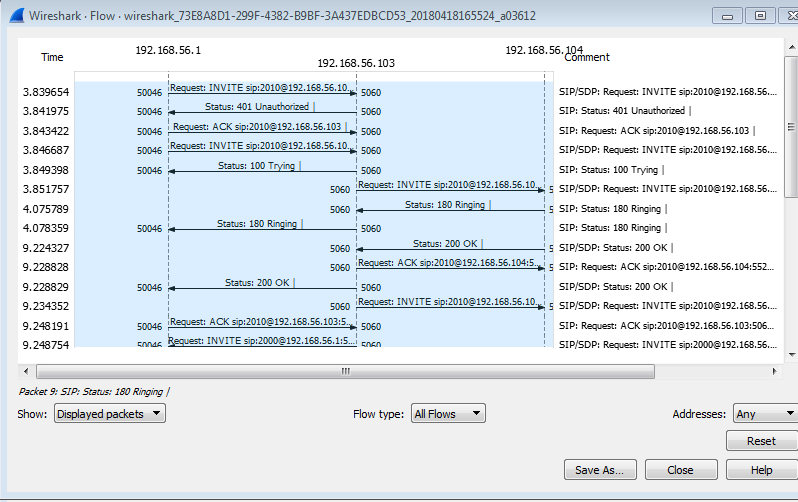 Wireshark · Flow · wireshark_73E8A8D1-299F-4382-B9BF-3A437EDBCD53_20180418165524_a03612
192.168.56.1 192.168.56.104
Time 192.168.56.103 Comment
3.839654 50046 Request: INVITE sip:2010@192.168.56.10... 5060 SIP/SDP: Request: INVITE sip:2010@192.168.56....
3.841975 50046 Status: 401 Unauthorized | 5060 SIP: Status: 401 Unauthorized |
3.843422 50046 Request: ACK sip:2010@192.168.56.103 | 5060 SIP: Request: ACK sip:2010@192.168.56.103 |
3.846687 50046 Request: INVITE sip:2010@192.168.56.10... 5060 SIP/SDP: Request: INVITE sip:2010@192.168.56....
3.849398 50046 Status: 100 Trying | 5060 SIP: Status: 100 Trying |
3.851757 5060 Request: INVITE sip:2010@192.168.56.10... 5 SIP/SDP: Request: INVITE sip:2010@192.168.56....
4.075789 5060 Status: 180 Ringing | 5 SIP: Status: 180 Ringing |
4.078359 50046 Status: 180 Ringing | 5060 SIP: Status: 180 Ringing |
9.224327 5060 Status: 200 OK | 5 SIP/SDP: Status: 200 OK |
9.228828 5060 Request: ACK sip:2010@192.168.56.104:5... 5 SIP: Request: ACK sip:2010@192.168.56.104:552...
9.228829 50046 Status: 200 OK | 5060 SIP/SDP: Status: 200 OK |
9.234352 5060 Request: INVITE sip:2010@192.168.56.10... 5 SIP/SDP: Request: INVITE sip:2010@192.168.56....
9.248191 50046 Request: ACK sip:2010@192.168.56.103:5... 5060 SIP: Request: ACK sip:2010@192.168.56.103:506...
9.248754 50046 Request: INVITE sip:2000@192.168.56.1:5... 5060 SIP/SDP: Request: INVITE sip:2000@192.168.56....
Packet 9: SIP: Status: 180 Ringing |
Show: Displayed packets Flow type: All Flows Addresses: Any
Reset
Save As... Close Help